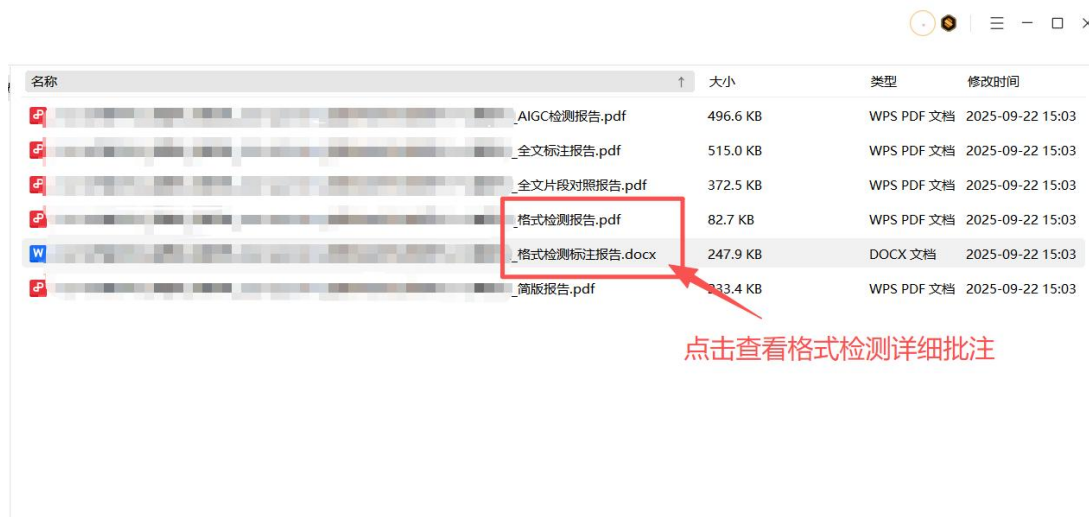 名称 ↑ 大小 类型 修改时间
_AIGC检测报告.pdf 496.6 KB WPS PDF 文档 2025-09-22 15:03
_全文标注报告.pdf 515.0 KB WPS PDF 文档 2025-09-22 15:03
_全文片段对照报告.pdf 372.5 KB WPS PDF 文档 2025-09-22 15:03
_格式检测报告.pdf 82.7 KB WPS PDF 文档 2025-09-22 15:03
_格式检测标注报告.docx 247.9 KB DOCX 文档 2025-09-22 15:03
_简版报告.pdf 233.4 KB WPS PDF 文档 2025-09-22 15:03
点击查看格式检测详细批注